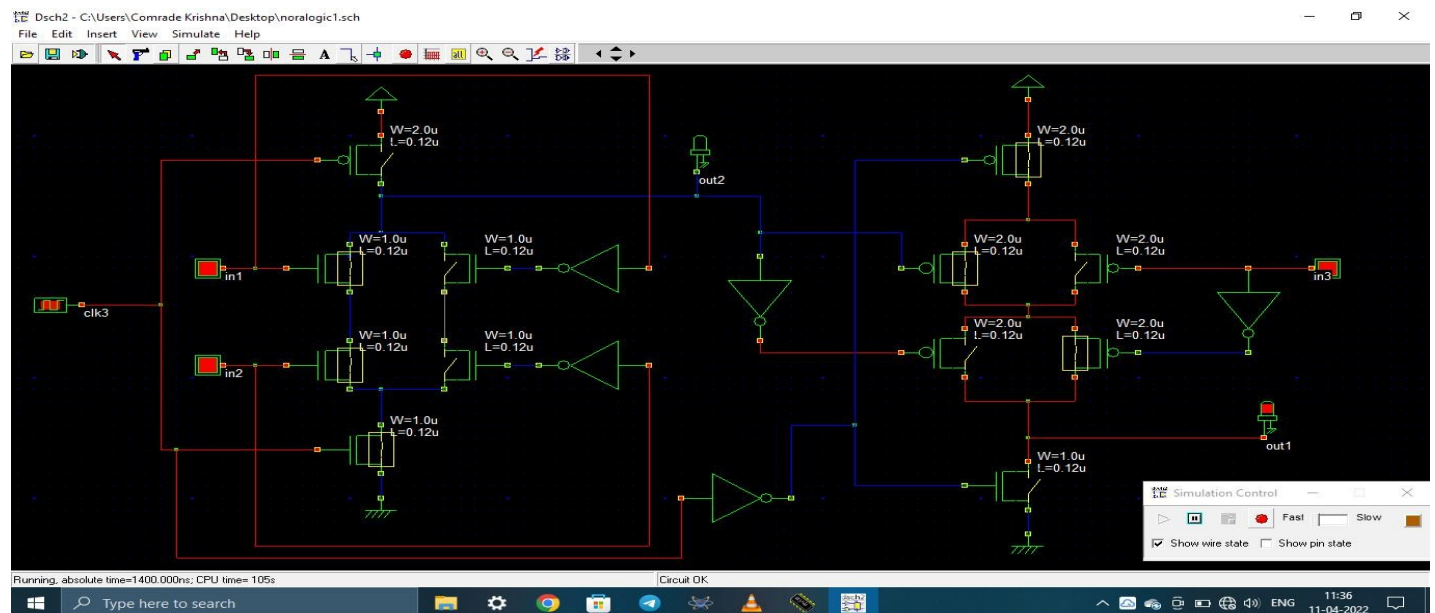 Dsch2 - C:\Users\Comrade Krishna\Desktop\noralogic1.sch
File Edit Insert View Simulate Help
A
all
W=2.0u
L=0.12u
W=2.0u
L=0.12u
out2
W=1.0u
L=0.12u
W=1.0u
L=0.12u
W=2.0u
L=0.12u
W=2.0u
L=0.12u
in1
in3
clk3
W=1.0u
L=0.12u
W=1.0u
L=0.12u
W=2.0u
L=0.12u
W=2.0u
L=0.12u
in2
W=1.0u
L=0.12u
out1
W=1.0u
L=0.12u
Simulation Control
Fast Slow
Show wire state Show pin state
Running, absolute time=1400.000ns; CPU time= 105s
Circuit OK
Type here to search
dsch2
ENG
11:36
11-04-2022